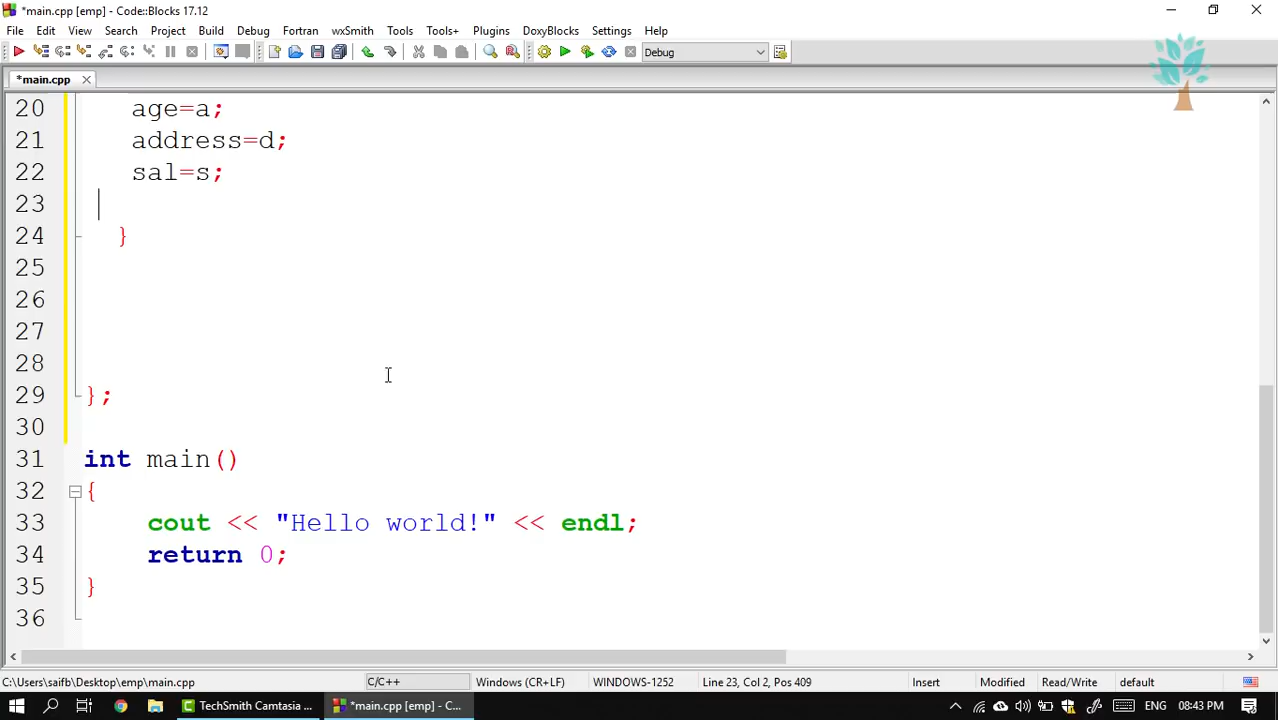 *main.cpp [emp] - Code::Blocks 17.12
File Edit View Search Project Build Debug Fortran wxSmith Tools Tools+ Plugins DoxyBlocks Settings Help
Debug
*main.cpp
20 age=a;
21 address=d;
22 sal=s;
23
24 }
25
26
27
28
29 };
30
31 int main()
32 {
33 cout << "Hello world!" << endl;
34 return 0;
35 }
36
C:\Users\saifb\Desktop\emp\main.cpp C/C++ Windows (CR+LF) WINDOWS-1252 Line 23, Col 2, Pos 409 Insert Modified Read/Write default
TechSmith Camtasia ... *main.cpp [emp] - C... ENG 08:43 PM